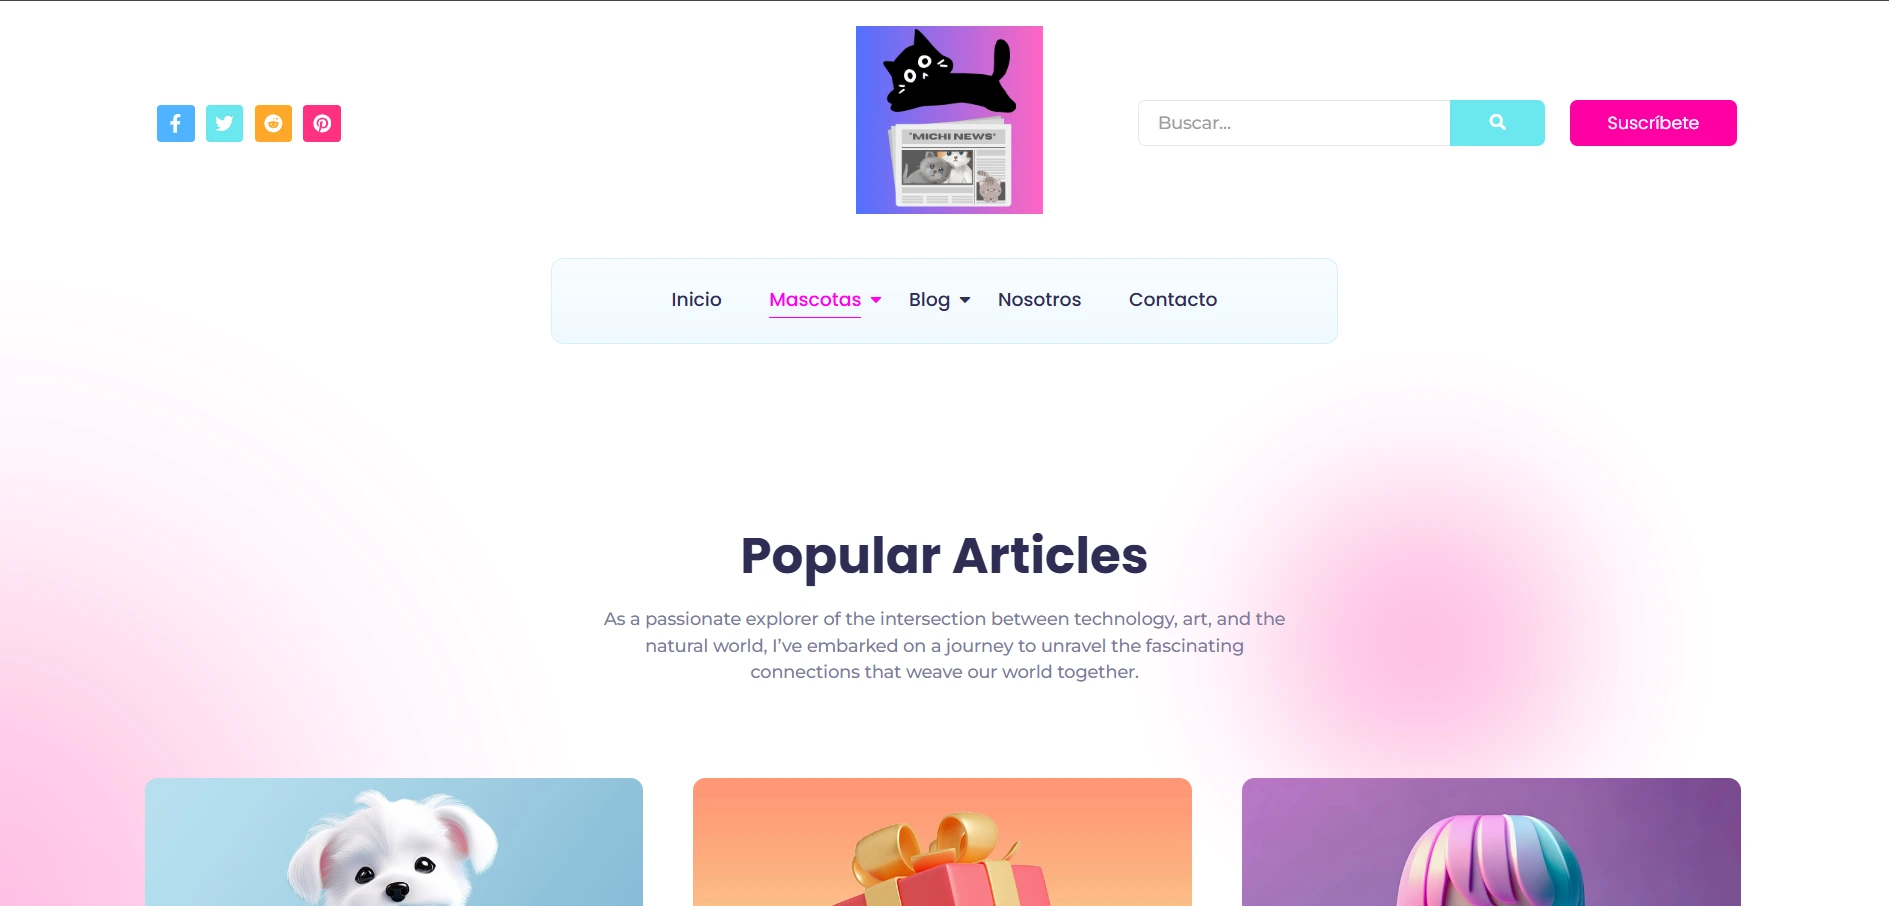 "MICHI NEWS"
Buscar...
Suscríbete
Inicio
Mascotas
Blog
Nosotros
Contacto
Popular Articles
As a passionate explorer of the intersection between technology, art, and the
natural world, I’ve embarked on a journey to unravel the fascinating
connections that weave our world together.